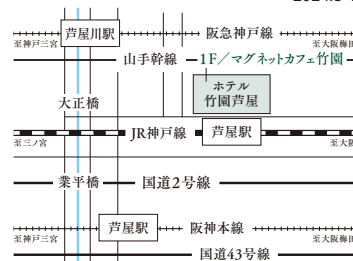 芦屋川駅
阪急神戸線
至神戸三宮
至大阪梅田
山手幹線
1F/マグネットカフェ竹園
ホテル
竹園芦屋
大正橋
JR神戸線
芦屋駅
至三ノ宮
至大阪
業平橋
国道2号線
芦屋駅
阪神本線
至神戸三宮
至大阪梅田
国道43号線